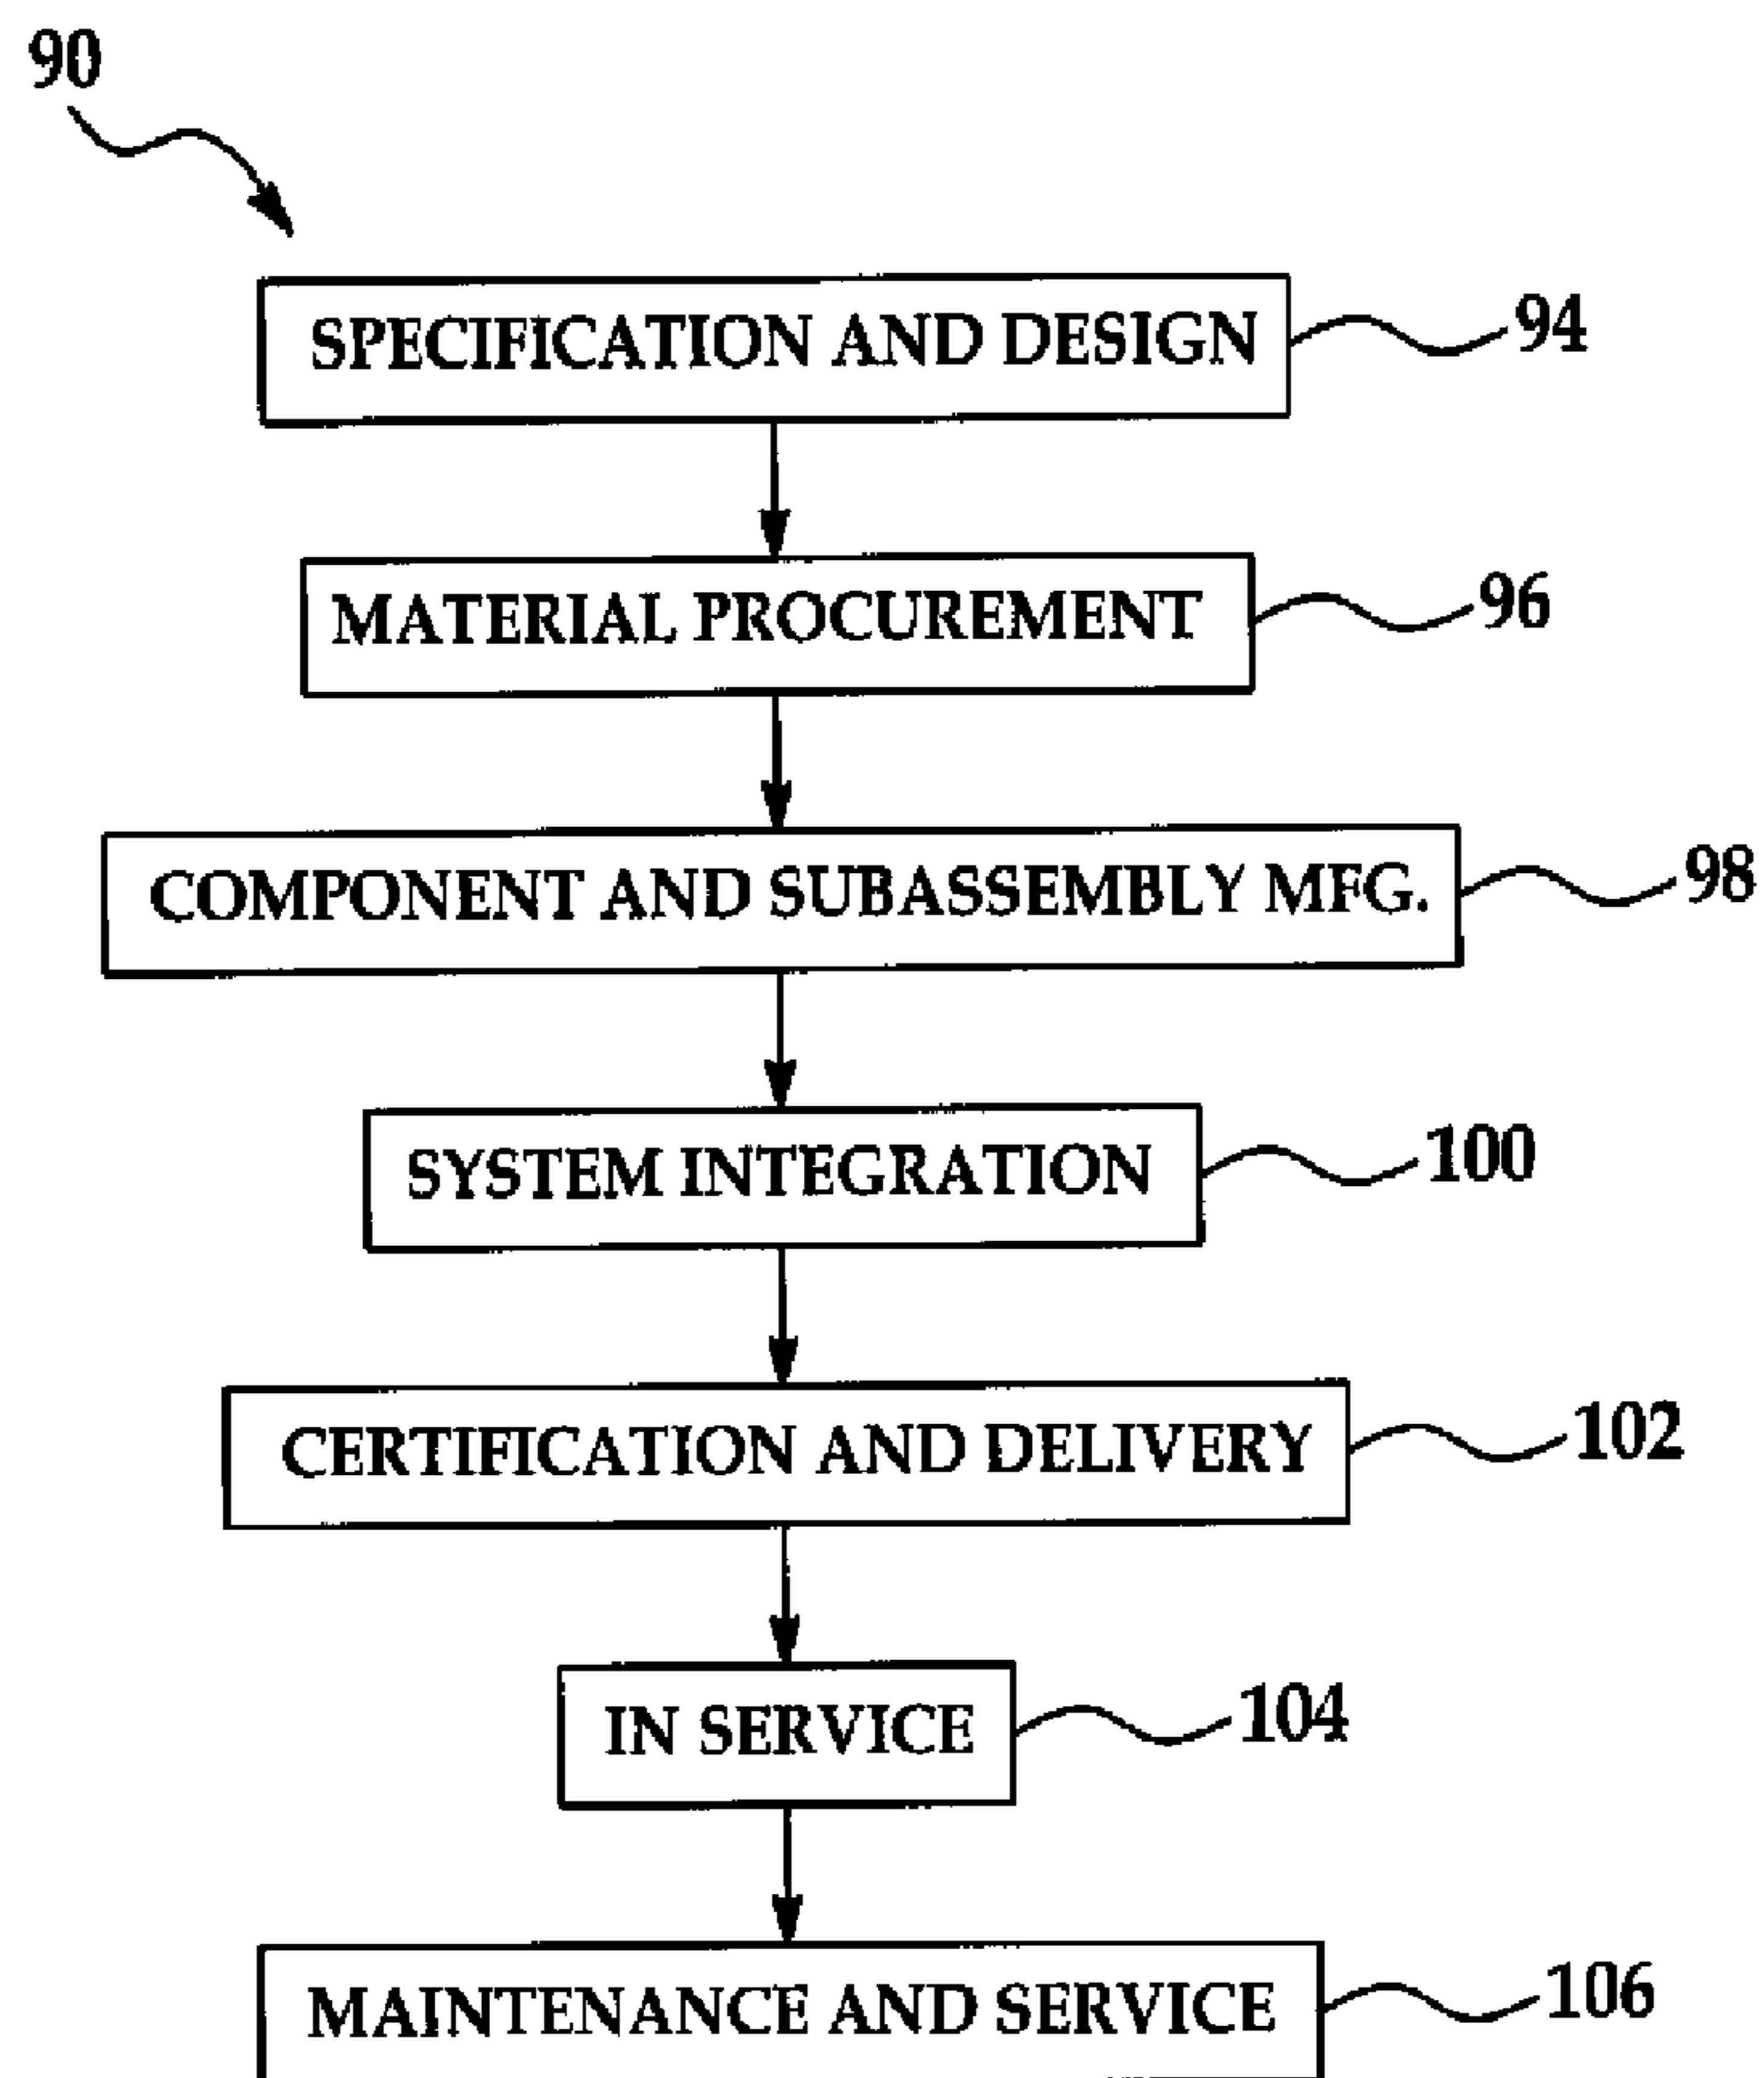 90
SPECIFICATION AND DESIGN 94
MATERIAL PROCUREMENT 96
COMPONENT AND SUBASSEMBLY MFG. 98
SYSTEM INTEGRATION 100
CERTIFICATION AND DELIVERY 102
IN SERVICE 104
MAINTENANCE AND SERVICE 106